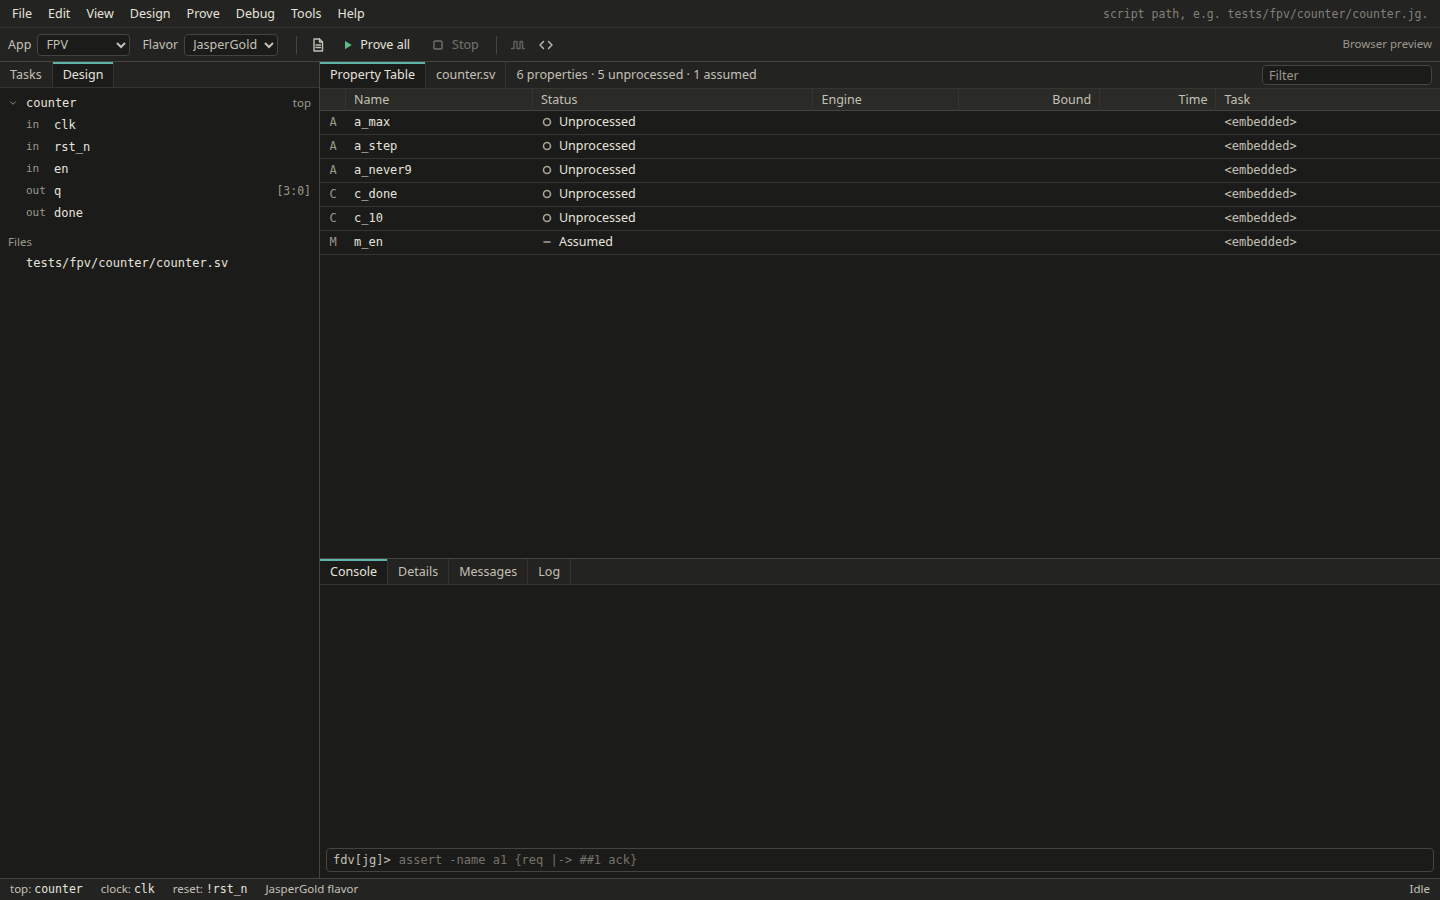 File Edit View Design Prove Debug Tools Help script path, e.g. tests/fpv/counter/counter.jg.
App FPV Flavor JasperGold Prove all Stop Browser preview
Tasks Design
counter top
in clk
in rst_n
in en
out q [3:0]
out done
Files
tests/fpv/counter/counter.sv
Property Table counter.sv 6 properties · 5 unprocessed · 1 assumed Filter
Name Status Engine Bound Time Task
A a_max Unprocessed <embedded>
A a_step Unprocessed <embedded>
A a_never9 Unprocessed <embedded>
C c_done Unprocessed <embedded>
C c_10 Unprocessed <embedded>
M m_en Assumed <embedded>
Console Details Messages Log
fdv[jg]> assert -name a1 {req |-> ##1 ack}
top: counter clock: clk reset: !rst_n JasperGold flavor Idle